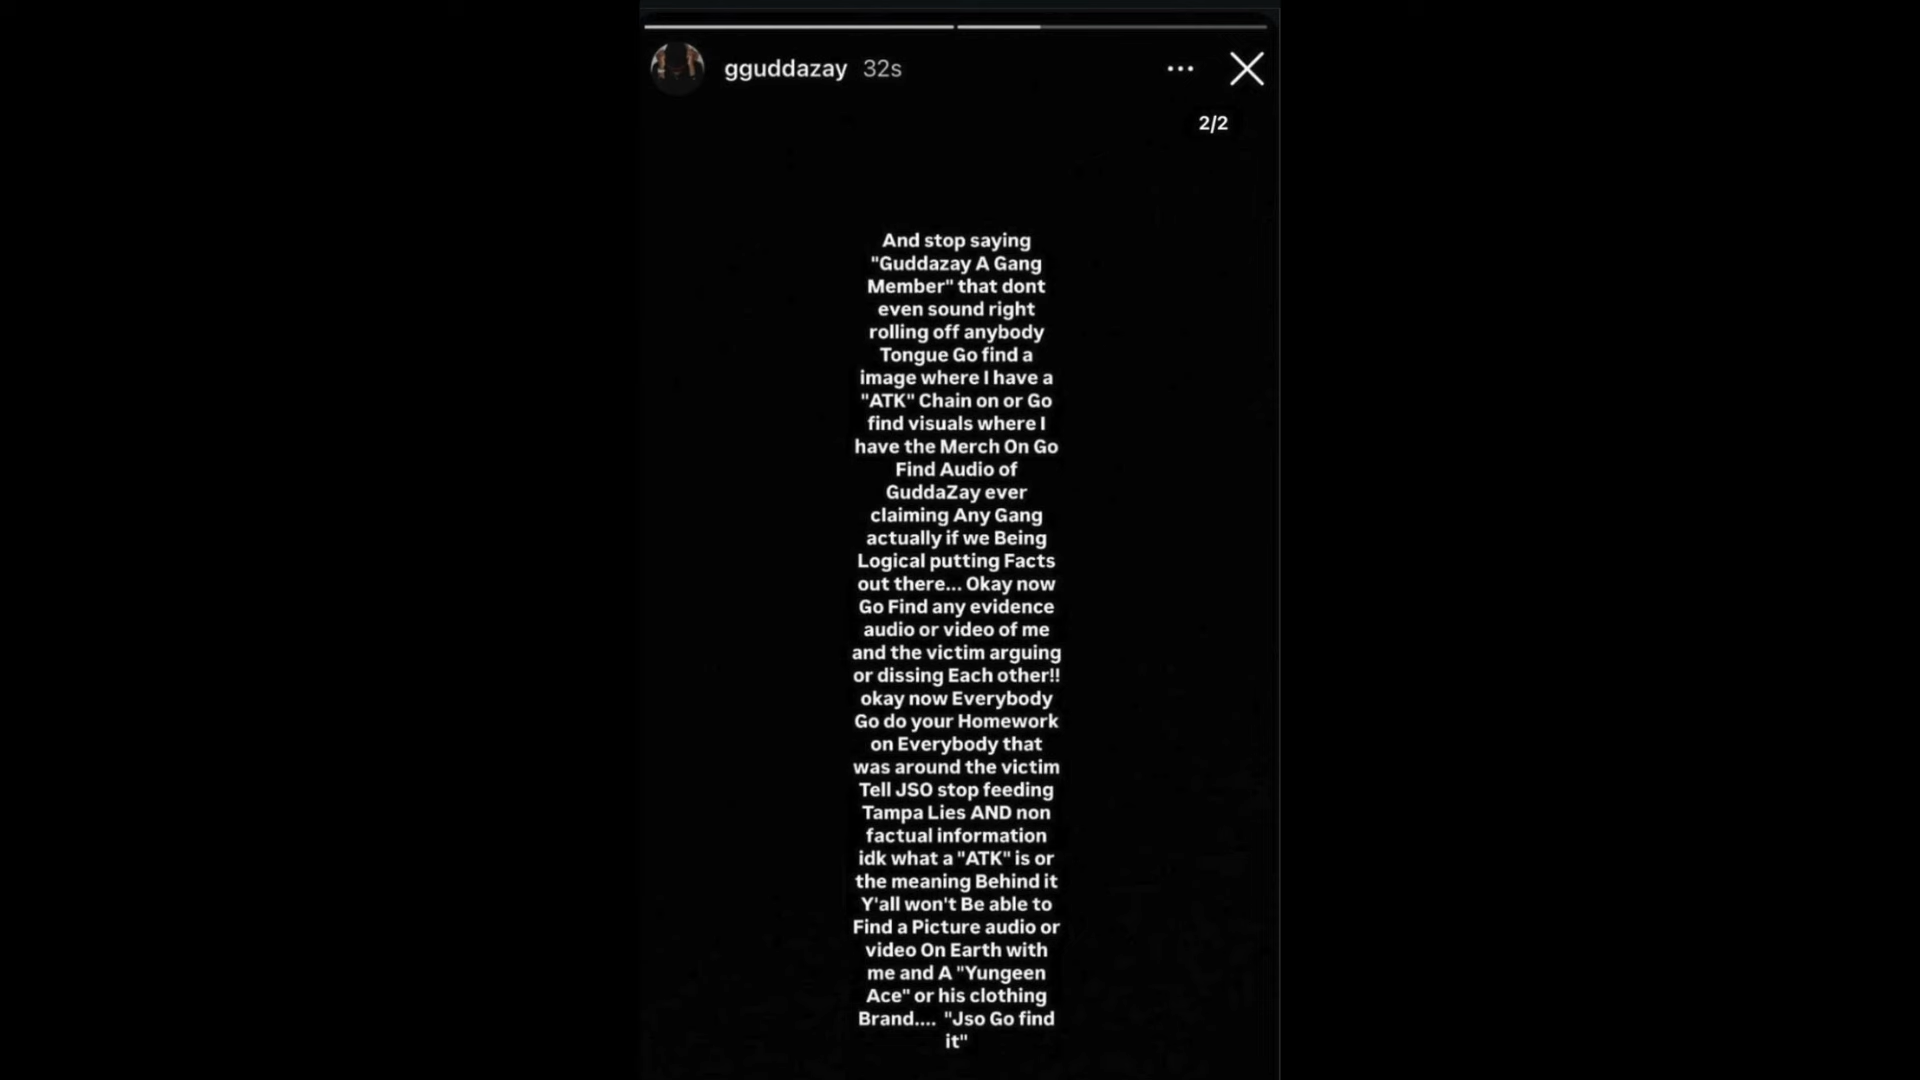 gguddazay 32s
2/2
And stop saying
"Guddazay A Gang
Member" that dont
even sound right
rolling off anybody
Tongue Go find a
image where I have a
"ATK" Chain on or Go
find visuals where I
have the Merch On Go
Find Audio of
GuddaZay ever
claiming Any Gang
actually if we Being
Logical putting Facts
out there... Okay now
Go Find any evidence
audio or video of me
and the victim arguing
or dissing Each other!!
okay now Everybody
Go do your Homework
on Everybody that
was around the victim
Tell JSO stop feeding
Tampa Lies AND non
factual information
idk what a "ATK" is or
the meaning Behind it
Y'all won't Be able to
Find a Picture audio or
video On Earth with
me and A "Yungeen
Ace" or his clothing
Brand.... "Jso Go find
it"